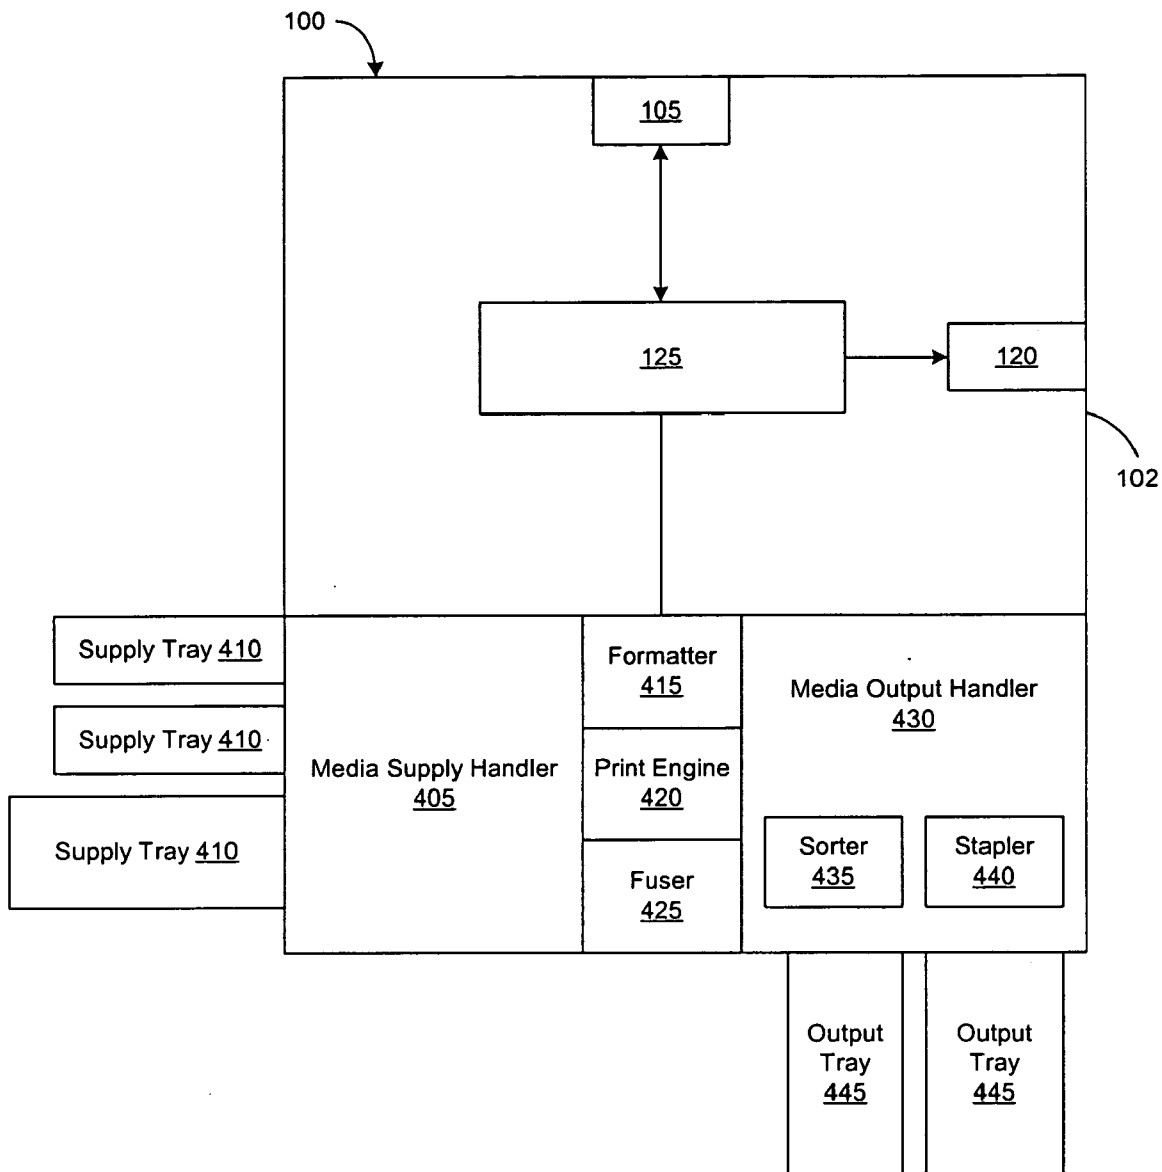 100
105
125
120
102
Supply Tray 410
Supply Tray 410
Supply Tray 410
Media Supply Handler
405
Formatter
415
Print Engine
420
Fuser
425
Media Output Handler
430
Sorter
435
Stapler
440
Output
Tray
445
Output
Tray
445